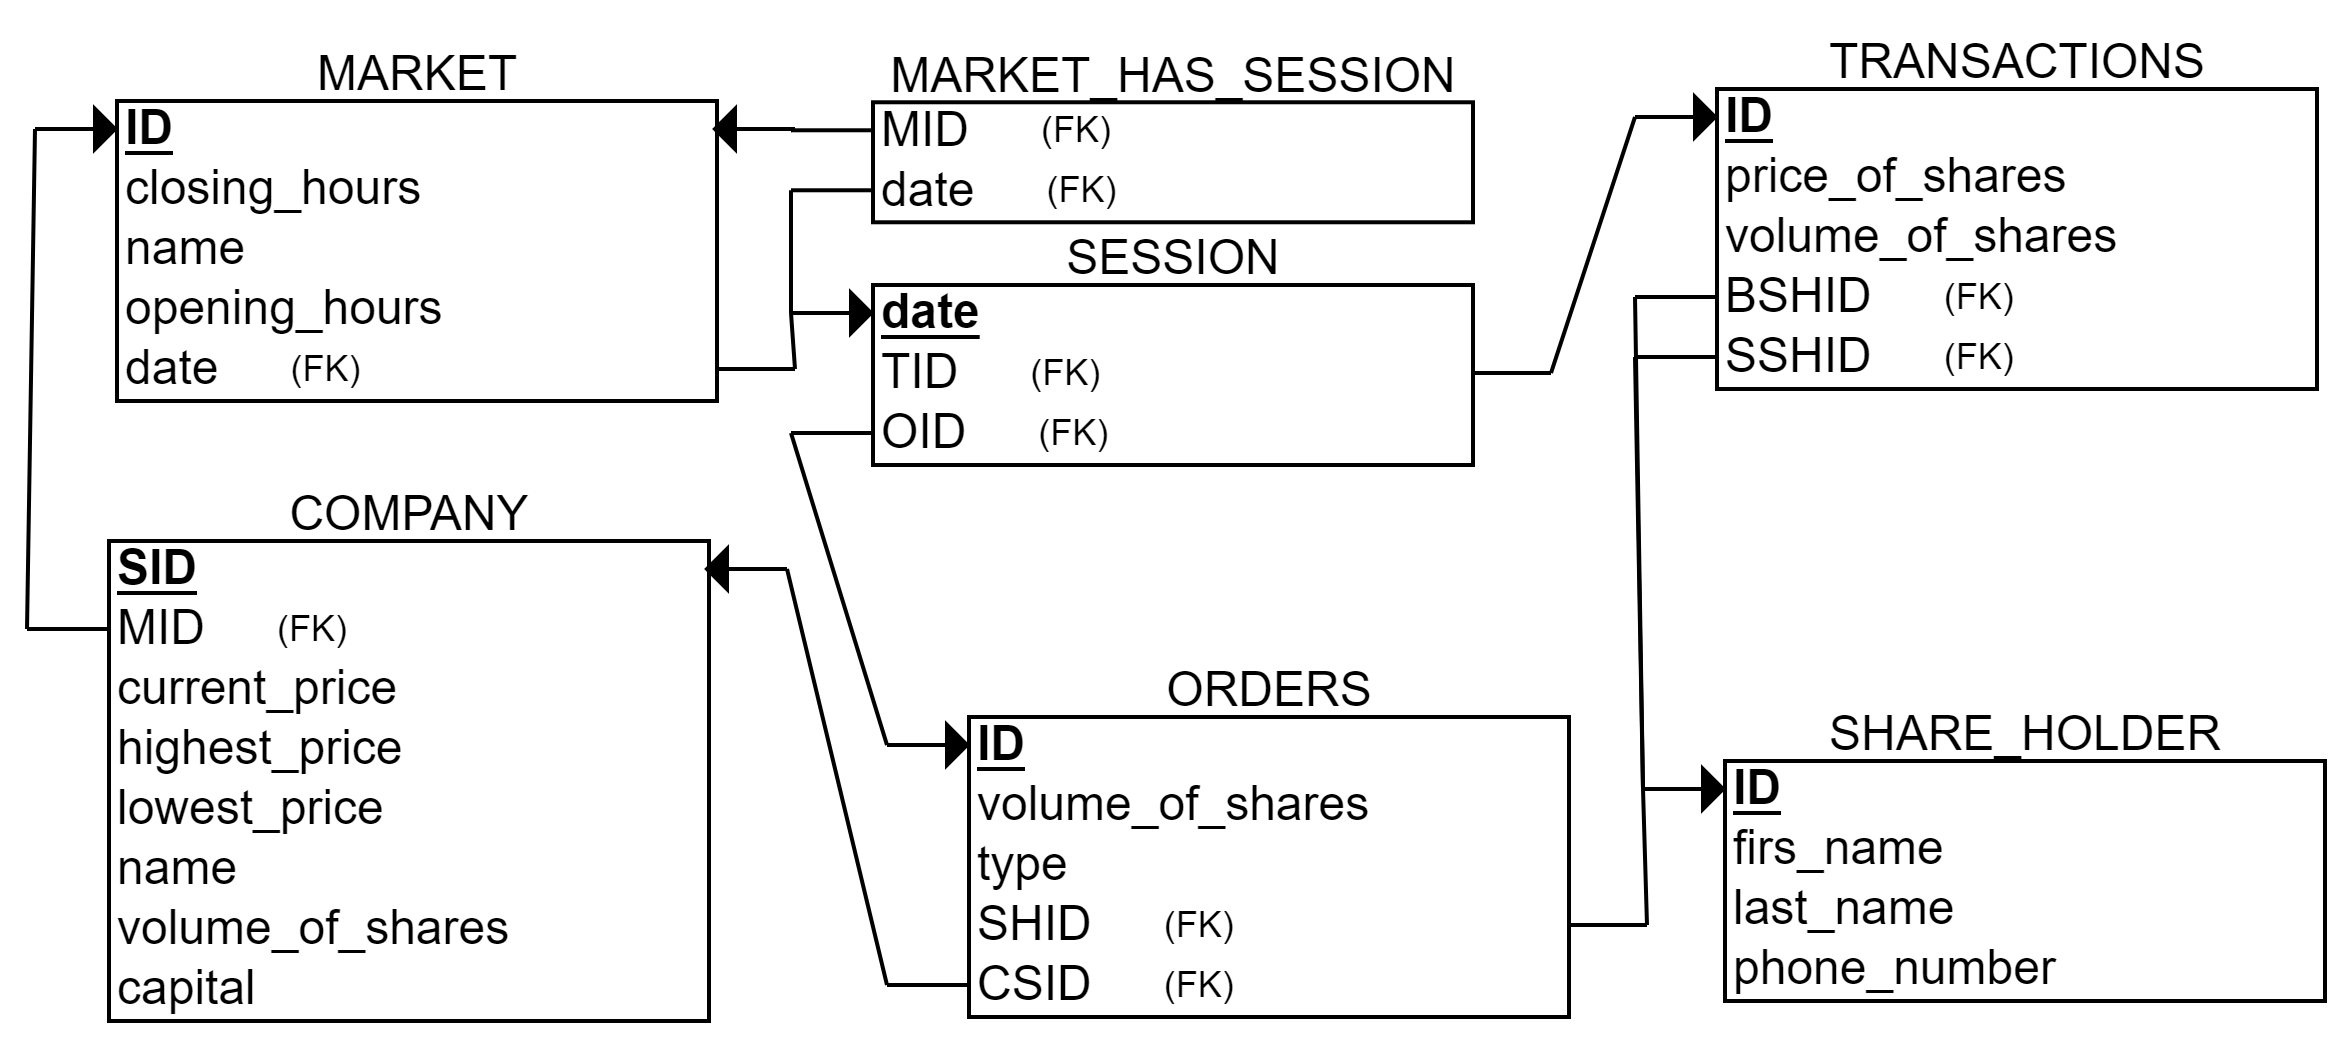 MARKET
ID
closing_hours
name
opening_hours
date (FK)
MARKET_HAS_SESSION
MID (FK)
date (FK)
SESSION
date
TID (FK)
OID (FK)
TRANSACTIONS
ID
price_of_shares
volume_of_shares
BSHID (FK)
SSHID (FK)
COMPANY
SID
MID (FK)
current_price
highest_price
lowest_price
name
volume_of_shares
capital
ORDERS
ID
volume_of_shares
type
SHID (FK)
CSID (FK)
SHARE_HOLDER
ID
firs_name
last_name
phone_number